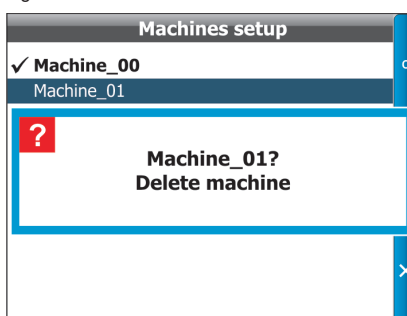 Machines setup
✓ Machine_00
Machine_01
?
Machine_01?
Delete machine